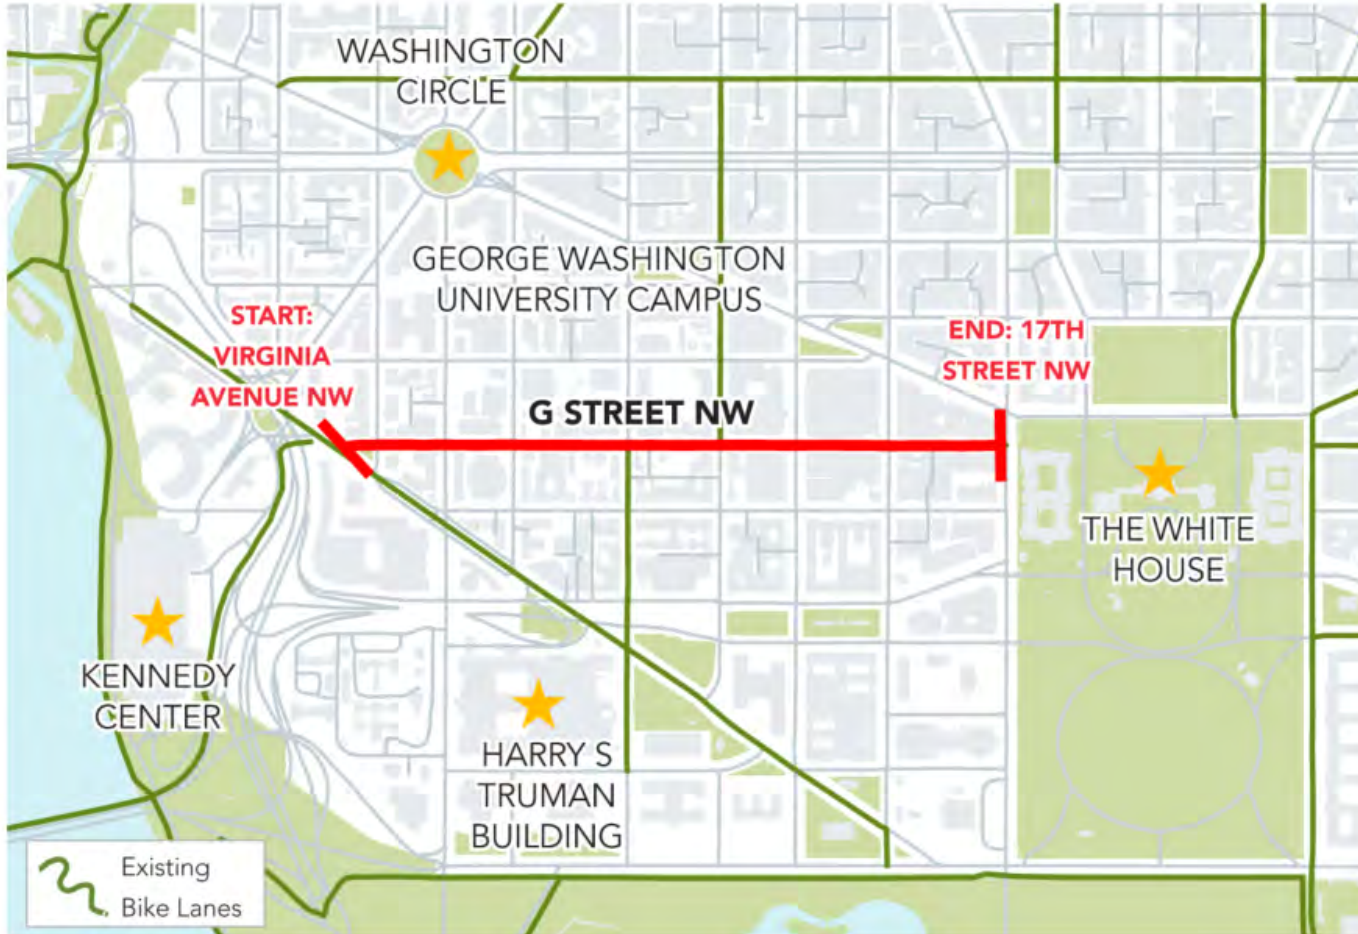 WASHINGTON
CIRCLE
GEORGE WASHINGTON
UNIVERSITY CAMPUS
START:
VIRGINIA
AVENUE NW
END: 17TH
STREET NW
G STREET NW
THE WHITE
HOUSE
KENNEDY
CENTER
HARRY S
TRUMAN
BUILDING
Existing
Bike Lanes